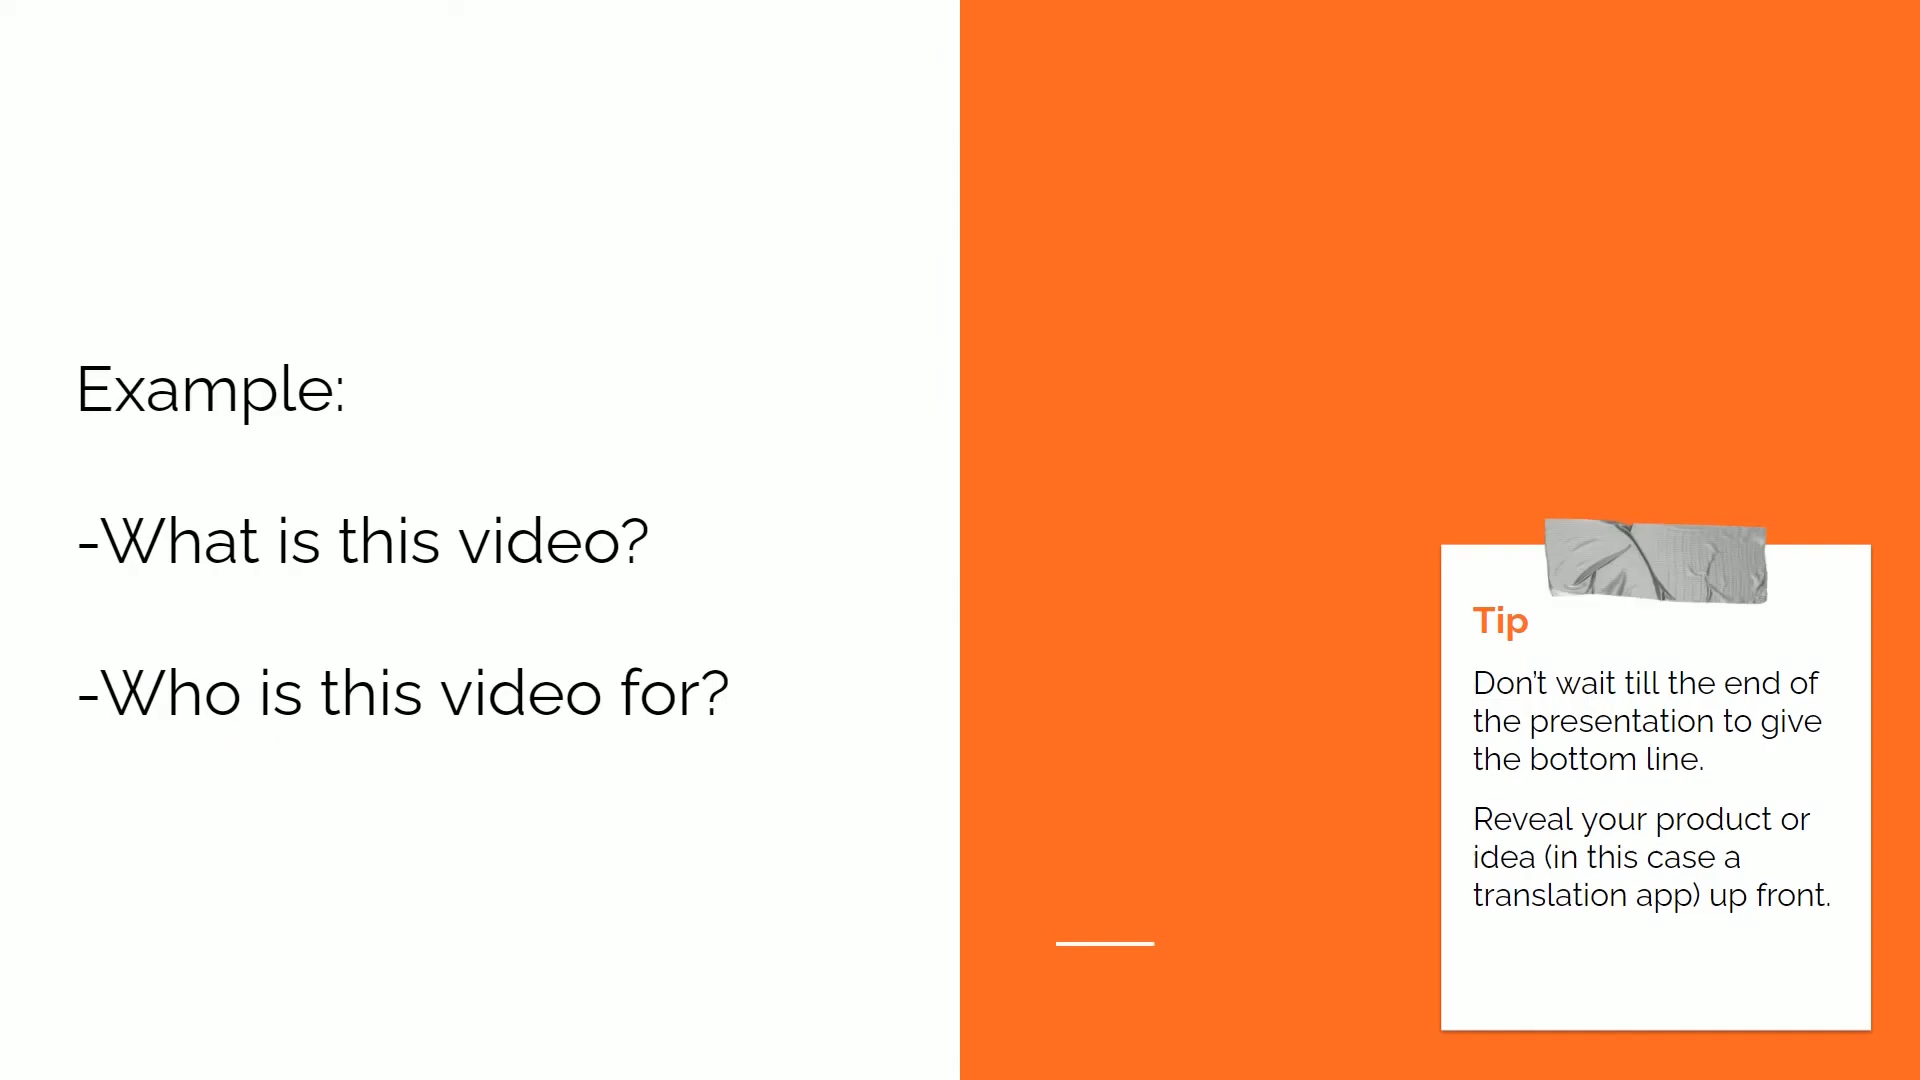 Example:
-What is this video?
-Who is this video for?
Tip
Don’t wait till the end of
the presentation to give
the bottom line.
Reveal your product or
idea (in this case a
translation app) up front.